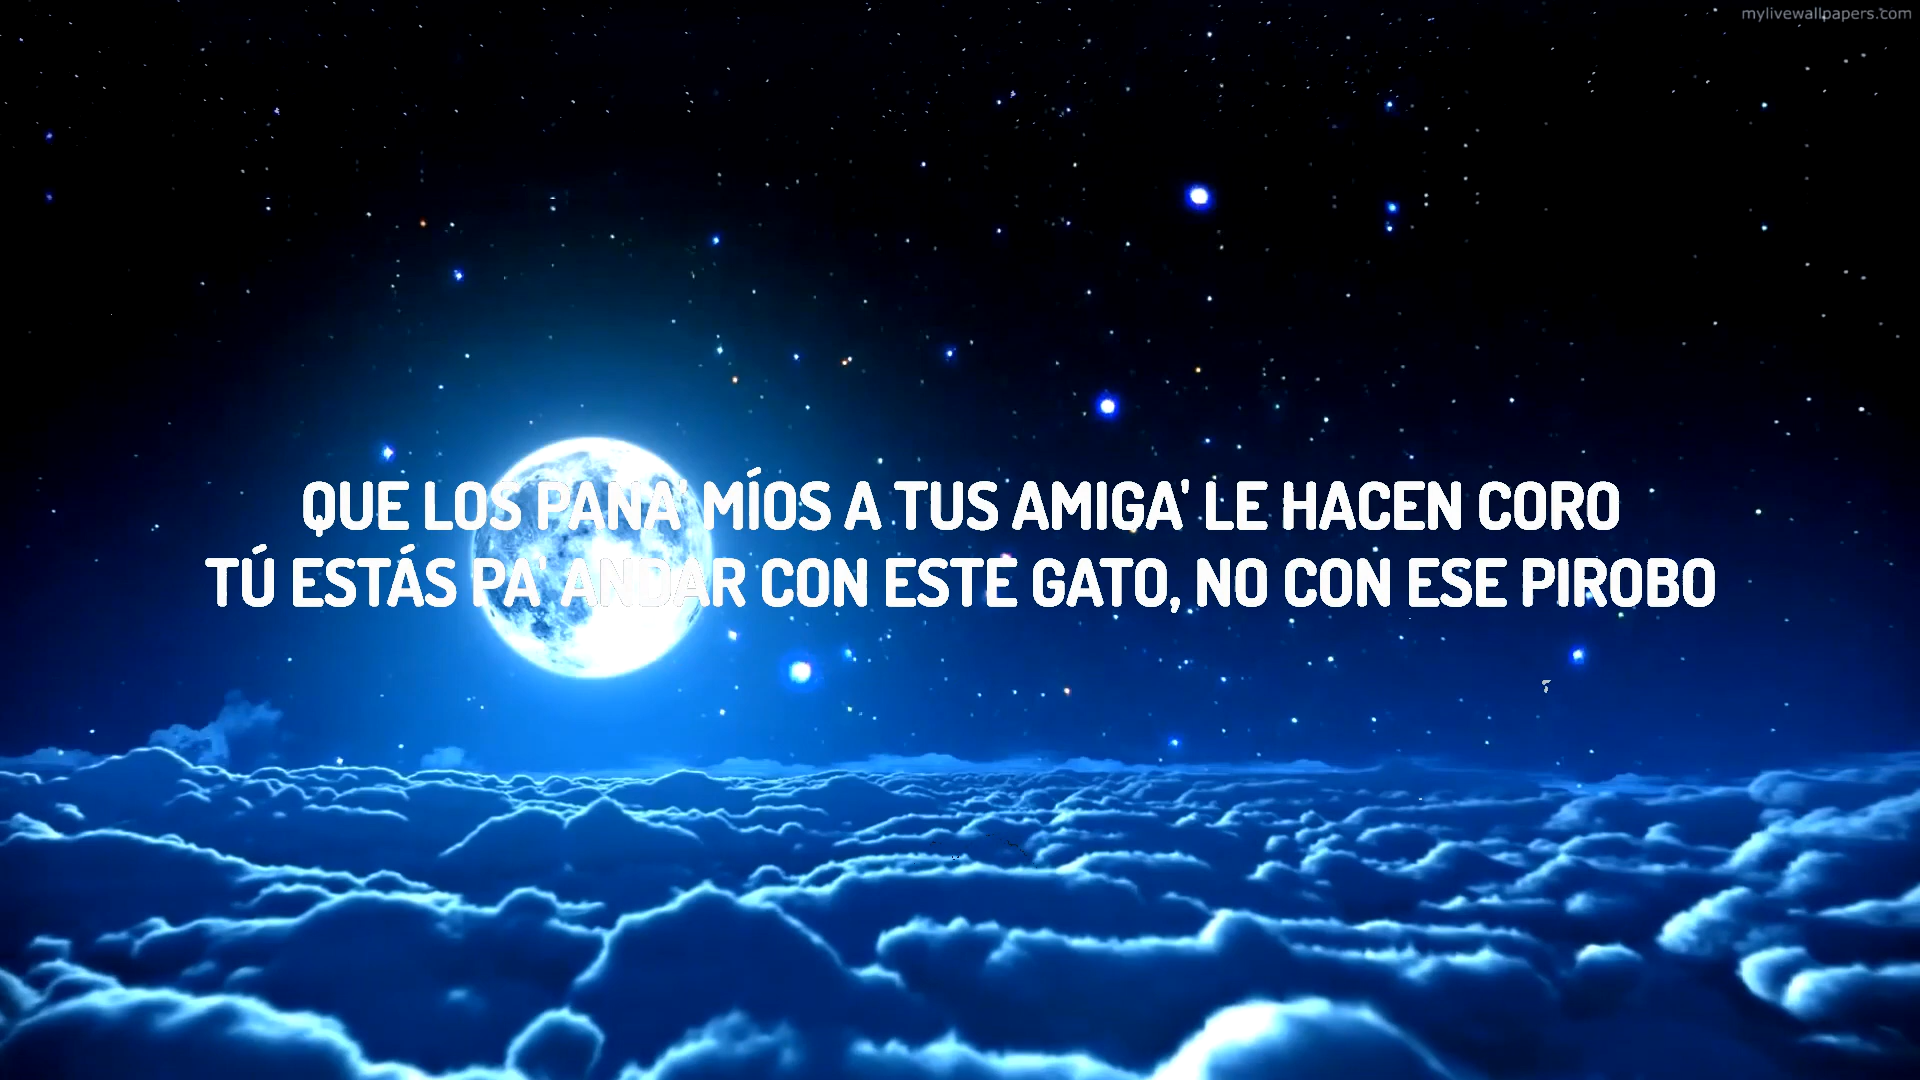 mylivewallpapers.com
QUE LOS PANA' MÍOS A TUS AMIGA' LE HACEN CORO
TÚ ESTÁS PA' ANDAR CON ESTE GATO, NO CON ESE PIROBO